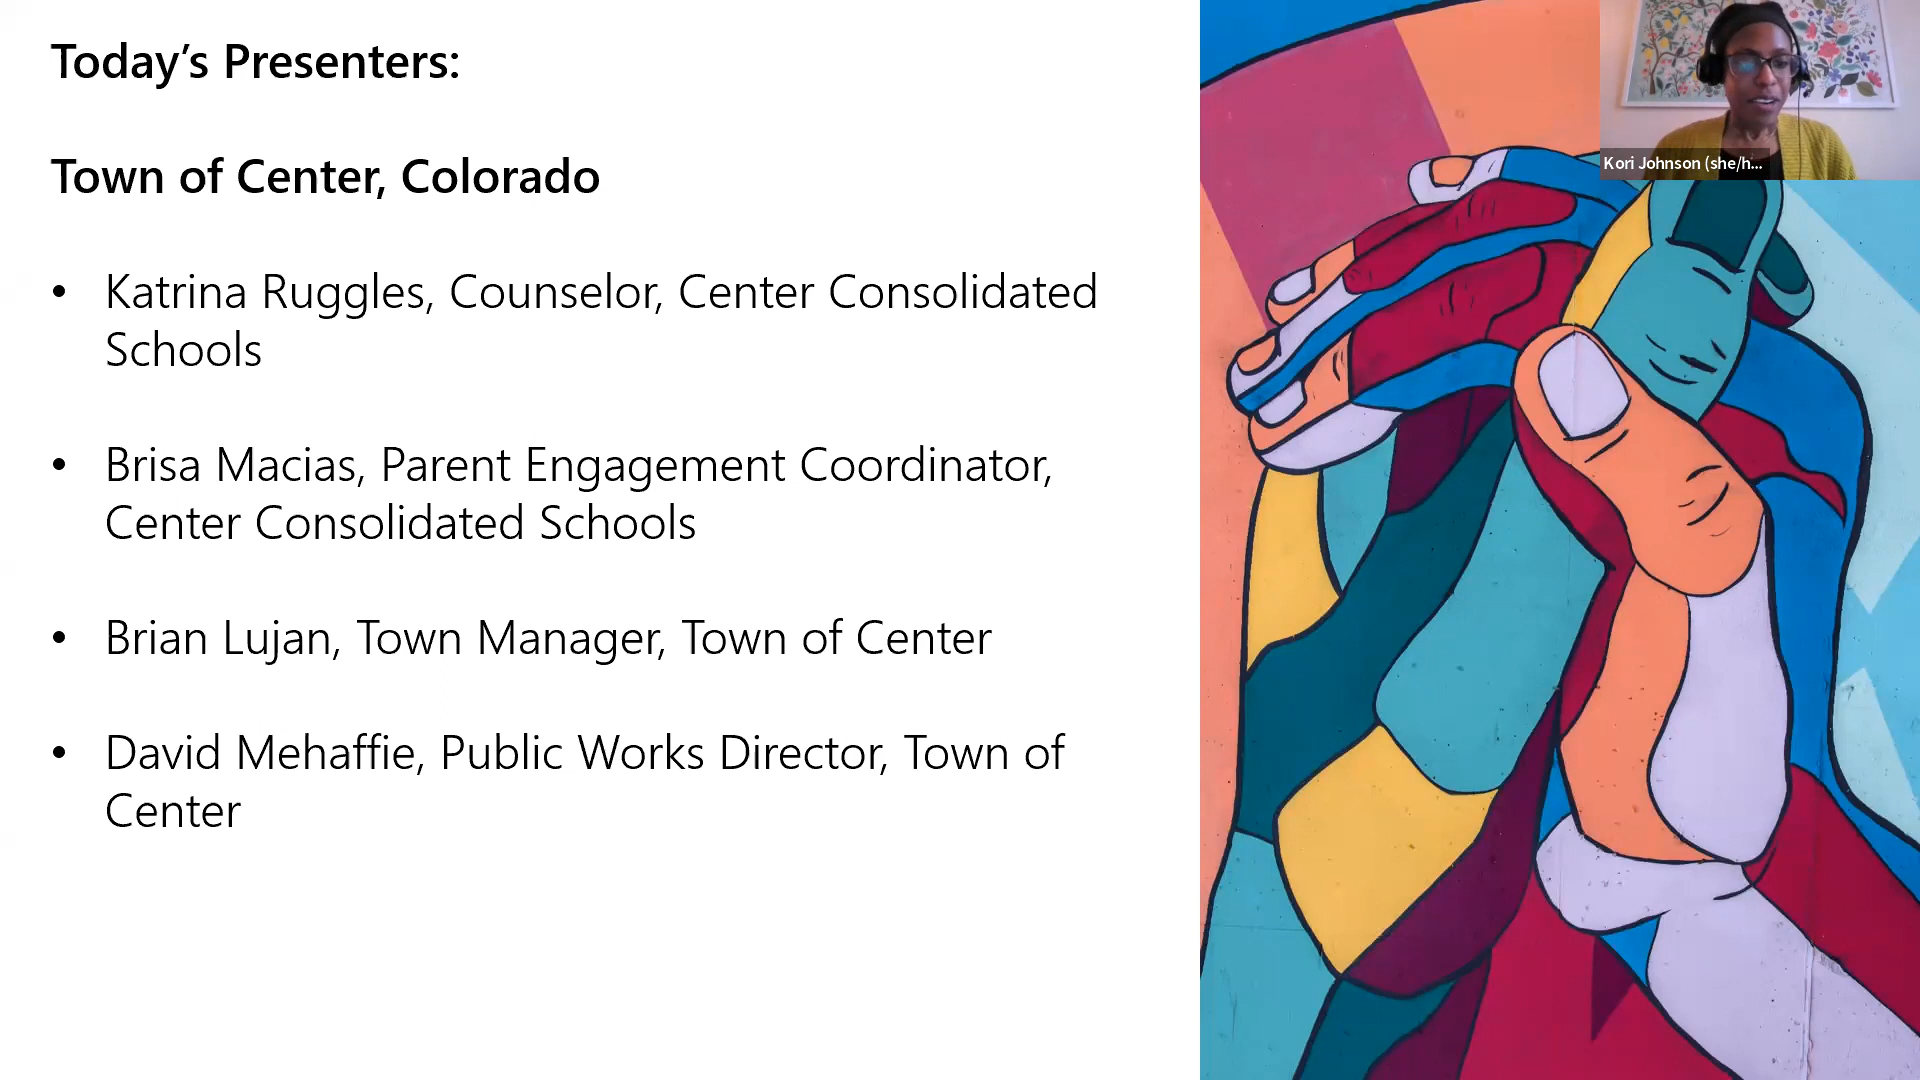 Today’s Presenters:
Town of Center, Colorado
• Katrina Ruggles, Counselor, Center Consolidated
Schools
• Brisa Macias, Parent Engagement Coordinator,
Center Consolidated Schools
• Brian Lujan, Town Manager, Town of Center
• David Mehaffie, Public Works Director, Town of
Center
Kori Johnson (she/h...